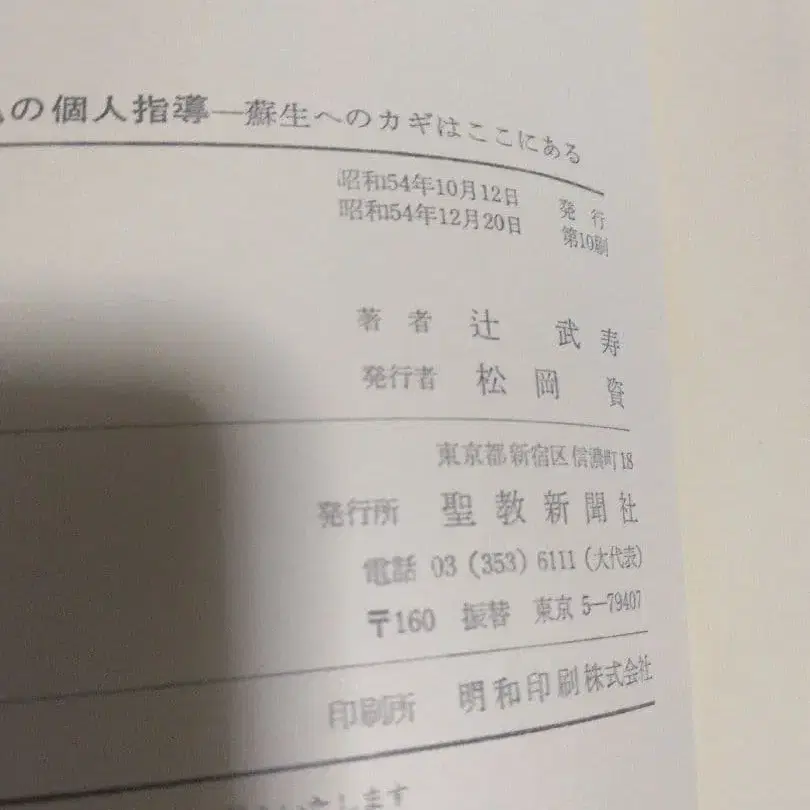 の個人指導―蘇生へのカギはここにある
昭和54年10月12日 発行
昭和54年12月20日 第10刷
著者 辻 武寿
発行者 松岡 資
東京都新宿区信濃町18
発行所 聖教新聞社
電話 03(353)6111(大代表)
〒160 振替 東京 5―79407
印刷所 明和印刷株式会社
します